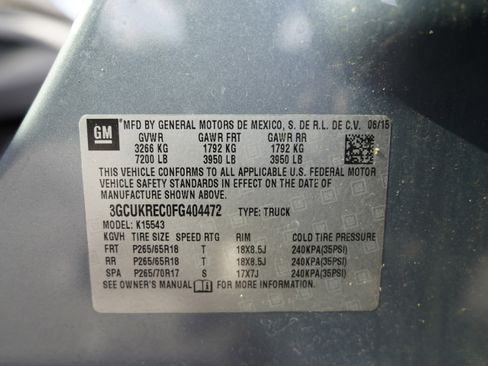 GM
*MFD BY GENERAL MOTORS DE MEXICO, S. DE R.L. DE C.V. 06/15
GVWR GAWR FRT GAWR RR
3266 KG 1792 KG 1792 KG
7200 LB 3950 LB 3950 LB
THIS VEHICLE CONFORMS TO ALL APPLICABLE U.S. FEDERAL MOTOR
VEHICLE SAFETY STANDARDS IN EFFECT ON THE DATE OF
MANUFACTURE SHOWN ABOVE.
3GCUKREC0FG404472 TYPE: TRUCK
MODEL: K15543
KGVH TIRE SIZE SPEED RTG RIM COLD TIRE PRESSURE
FRT P265/65R18 T 18X8.5J 240KPA(35PSI)
RR P265/65R18 T 18X8.5J 240KPA(35PSI)
SPA P265/70R17 S 17X7J 240KPA(35PSI)
SEE OWNER'S MANUAL FOR MORE INFORMATION.